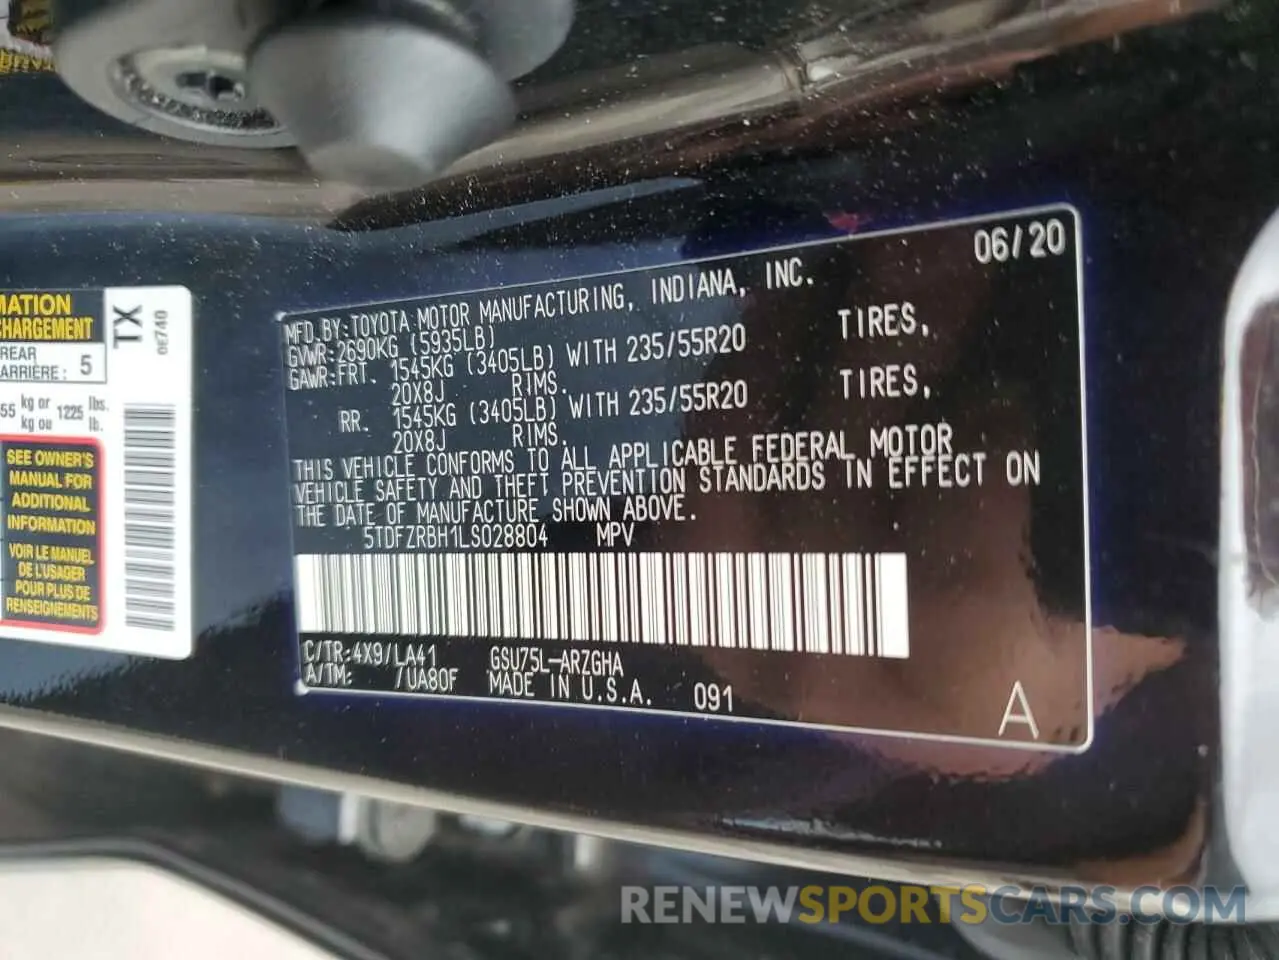 MATION
CHARGEMENT
REAR
ARRIÈRE : 5
55 kg or 1225 lbs.
kg ou lb.
SEE OWNER'S
MANUAL FOR
ADDITIONAL
INFORMATION
VOIR LE MANUEL
DE L'USAGER
POUR PLUS DE
RENSEIGNEMENTS
TX
0E740
06/20
MFD.BY:TOYOTA MOTOR MANUFACTURING, INDIANA, INC.
GVWR:2690KG (5935LB)
GAWR:FRT. 1545KG (3405LB) WITH 235/55R20 TIRES,
20X8J RIMS.
RR. 1545KG (3405LB) WITH 235/55R20 TIRES,
20X8J RIMS.
THIS VEHICLE CONFORMS TO ALL APPLICABLE FEDERAL MOTOR
VEHICLE SAFETY AND THEFT PREVENTION STANDARDS IN EFFECT ON
THE DATE OF MANUFACTURE SHOWN ABOVE.
5TDFZRBH1LS028804 MPV
C/TR:4X9/LA41 GSU75L-ARZGHA
A/TM: /UA80F MADE IN U.S.A. 091
A
RENEWSPORTSCARS.COM